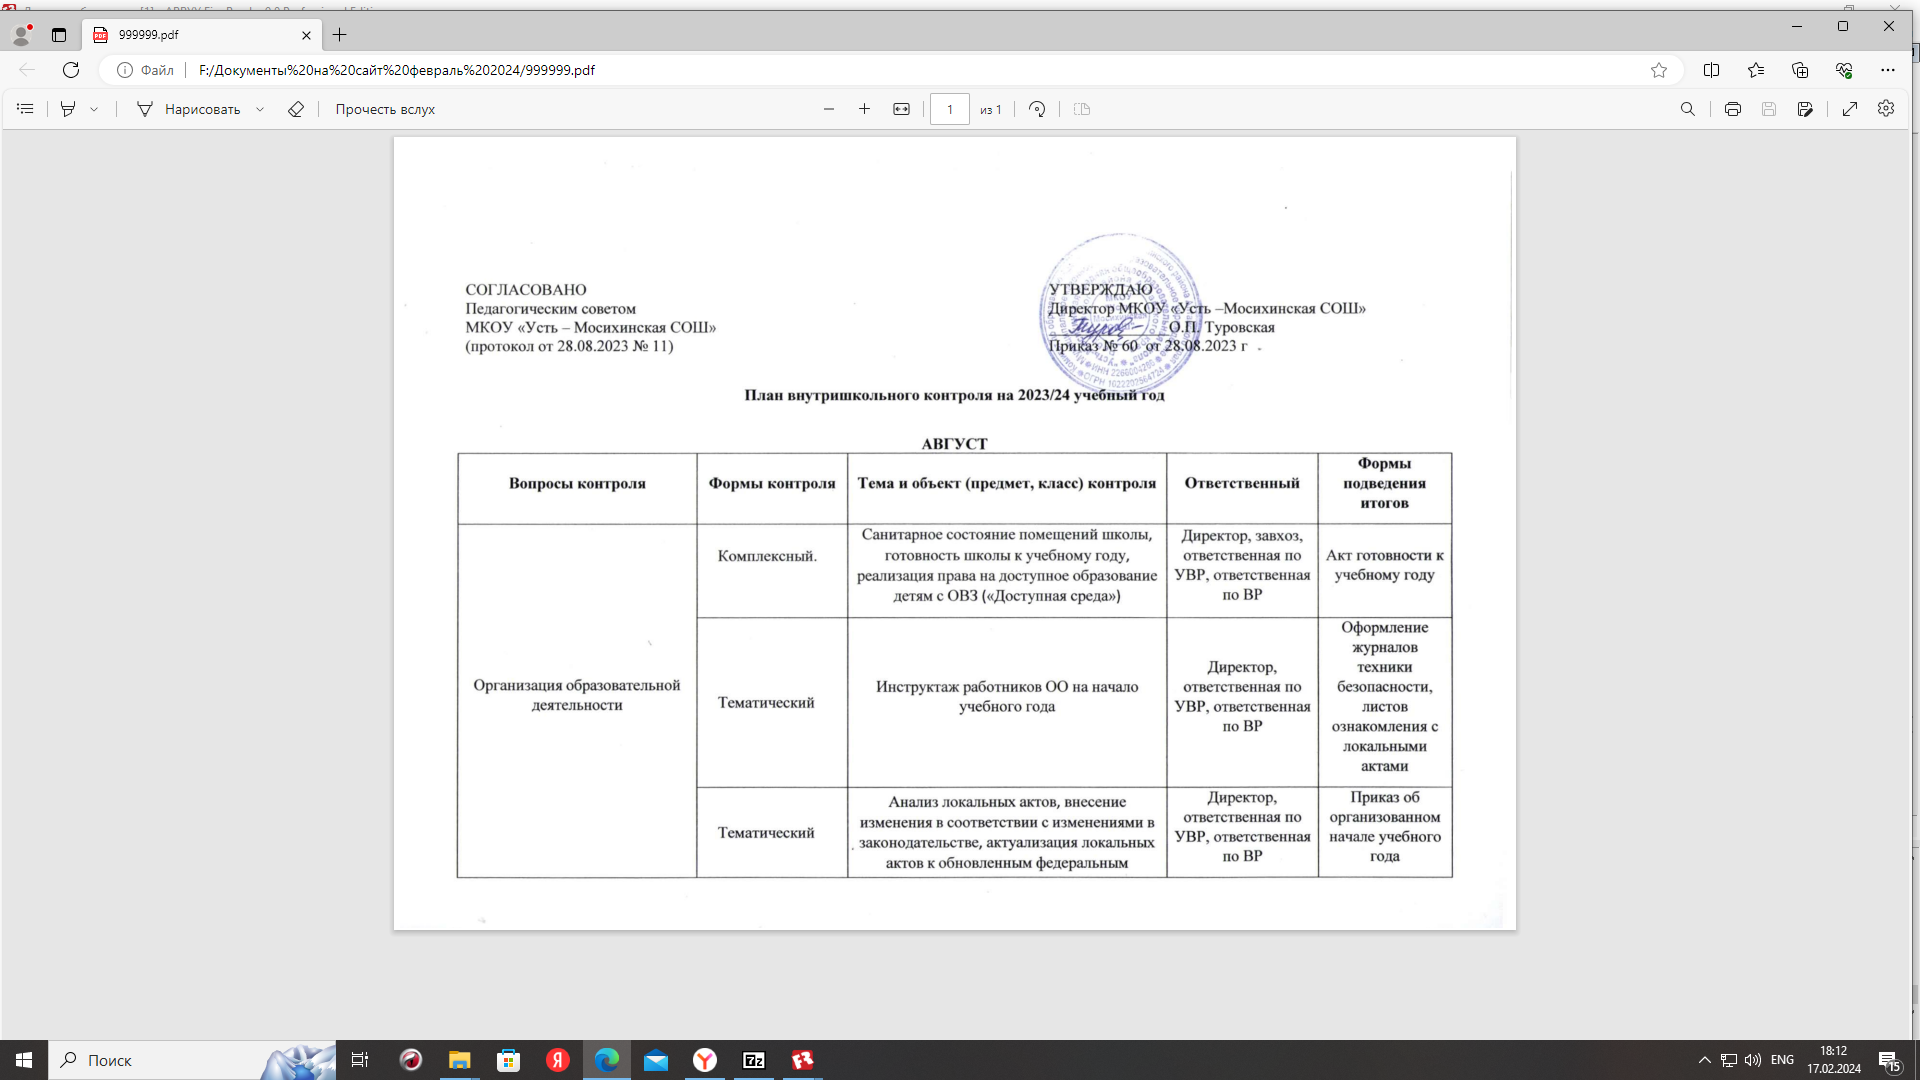 999999.pdf
Файл
F:/Документы%20на%20сайт%20февраль%202024/999999.pdf
Нарисовать
Прочесть вслух
1
из 1
СОГЛАСОВАНО
Педагогическим советом
МКОУ «Усть – Мосихинская СОШ»
(протокол от 28.08.2023 № 11)
УТВЕРЖДАЮ
Директор МКОУ «Усть –Мосихинская СОШ»
О.П. Туровская
Приказ № 60 от 28.08.2023 г
План внутришкольного контроля на 2023/24 учебный год
АВГУСТ
Вопросы контроля
Формы контроля
Тема и объект (предмет, класс) контроля
Ответственный
Формы
подведения
итогов
Организация образовательной
деятельности
Комплексный.
Санитарное состояние помещений школы,
готовность школы к учебному году,
реализация права на доступное образование
детям с ОВЗ («Доступная среда»)
Директор, завхоз,
ответственная по
УВР, ответственная
по ВР
Акт готовности к
учебному году
Тематический
Инструктаж работников ОО на начало
учебного года
Директор,
ответственная по
УВР, ответственная
по ВР
Оформление
журналов
техники
безопасности,
листов
ознакомления с
локальными
актами
Тематический
Анализ локальных актов, внесение
изменения в соответствии с изменениями в
законодательстве, актуализация локальных
актов к обновленным федеральным
Директор,
ответственная по
УВР, ответственная
по ВР
Приказ об
организованном
начале учебного
года
Поиск
ENG
18:12
17.02.2024
15